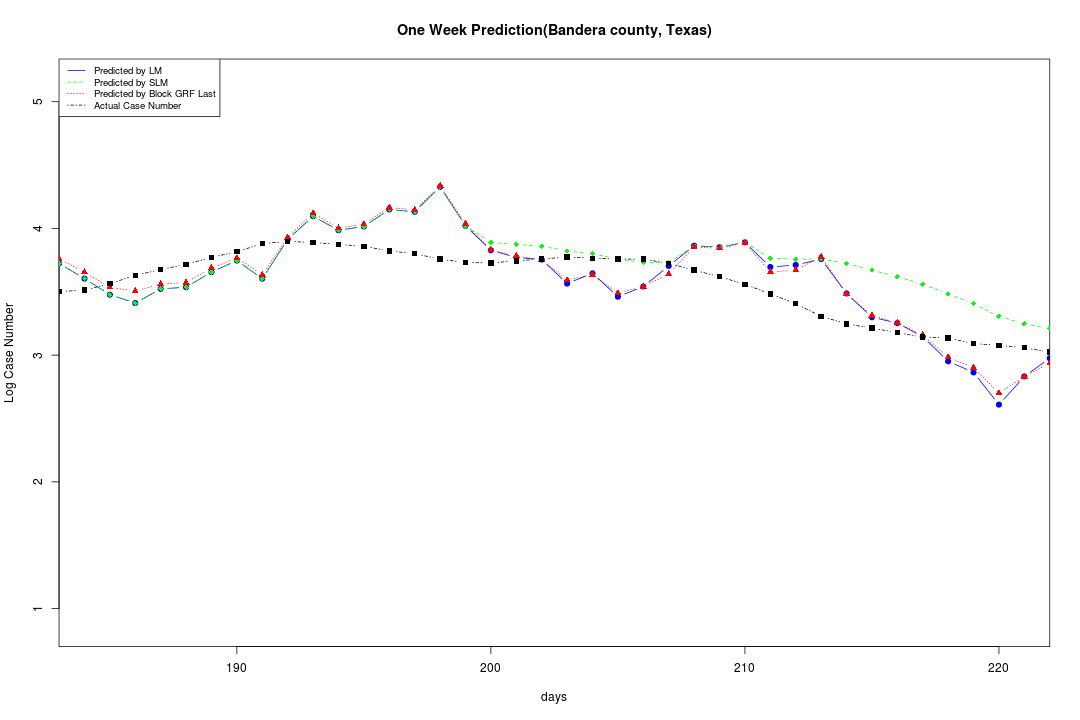 One Week Prediction(Bandera county, Texas)
Predicted by LM
Predicted by SLM
Predicted by Block GRF Last
Actual Case Number
5
4
3
2
1
Log Case Number
190
200
210
220
days